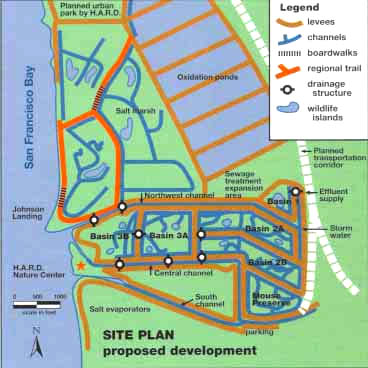 Planned urban
park by H.A.R.D.
Legend
levees
channels
boardwalks
regional trail
drainage
structure
wildlife
islands
San Francisco Bay
Oxidation ponds
Salt marsh
Planned
transportation
corridor
Sewage
treatment
expansion
area
Northwest channel
Effluent
supply
Basin
Johnson
Landing
Basin 3B
Basin 3A
Basin 2A
Storm
water
H.A.R.D.
Nature Center
Central channel
Basin 2B
Mouse
Preserve
South
channel
Salt evaporators
0 500 1000
scale in feet
N
SITE PLAN
proposed development
parking